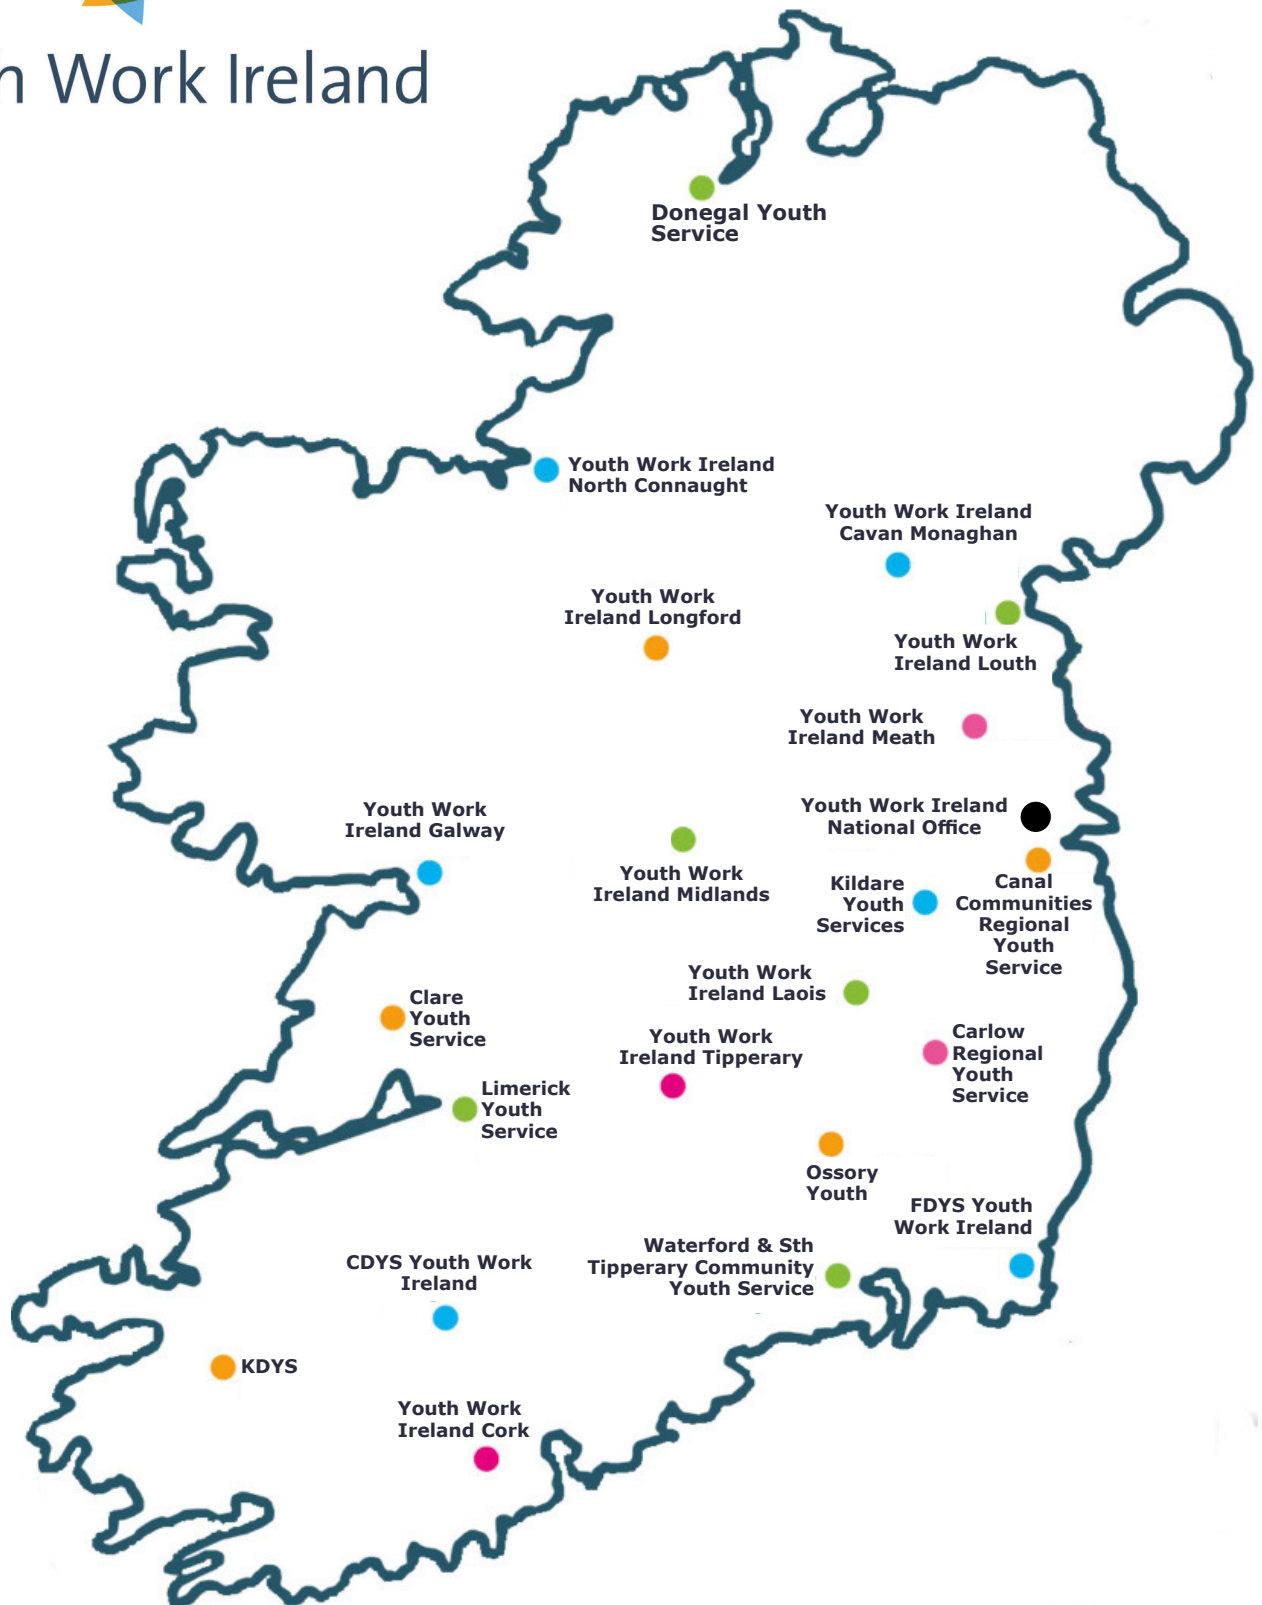 h Work Ireland
Donegal Youth
Service
Youth Work Ireland
North Connaught
Youth Work Ireland
Cavan Monaghan
Youth Work
Ireland Longford
Youth Work
Ireland Louth
Youth Work
Ireland Meath
Youth Work Ireland
National Office
Youth Work
Ireland Galway
Youth Work
Ireland Midlands
Kildare
Youth
Services
Canal
Communities
Regional
Youth
Service
Youth Work
Ireland Laois
Clare
Youth
Service
Youth Work
Ireland Tipperary
Carlow
Regional
Youth
Service
Limerick
Youth
Service
Ossory
Youth
FDYS Youth
Work Ireland
Waterford & Sth
Tipperary Community
Youth Service
CDYS Youth Work
Ireland
KDYS
Youth Work
Ireland Cork